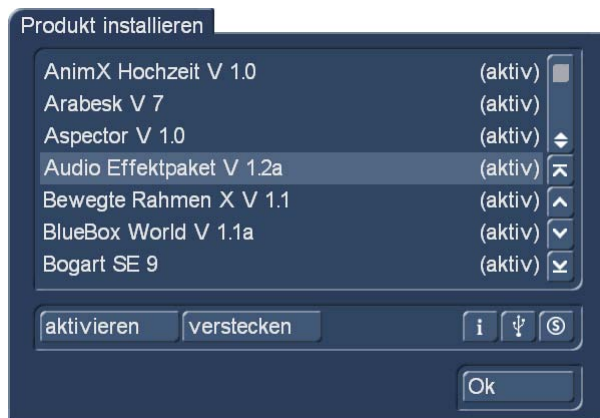 Produkt installieren
AnimX Hochzeit V 1.0 (aktiv)
Arabesk V 7 (aktiv)
Aspector V 1.0 (aktiv)
Audio Effektpaket V 1.2a (aktiv)
Bewegte Rahmen X V 1.1 (aktiv)
BlueBox World V 1.1a (aktiv)
Bogart SE 9 (aktiv)
aktivieren verstecken i S
Ok